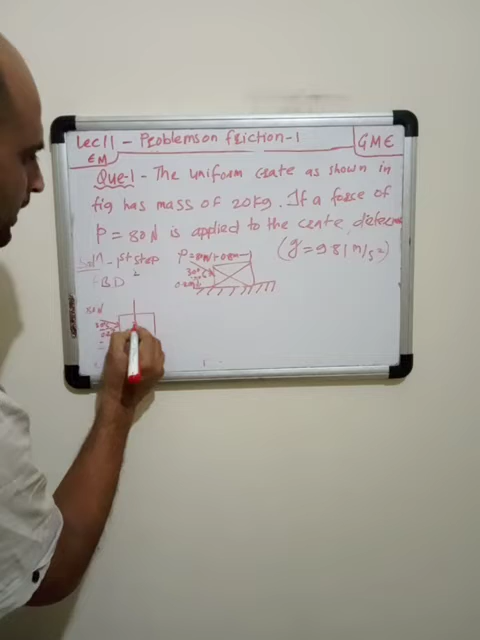 Lec 11 - Problems on friction-1
GME
EM
Que-1 - The uniform crate as shown in
fig has mass of 20kg. If a force of
P = 80N is applied to the crate, determ
(g = 9.81 m/s²)
Soln - 1st step
FBD
30°
80N